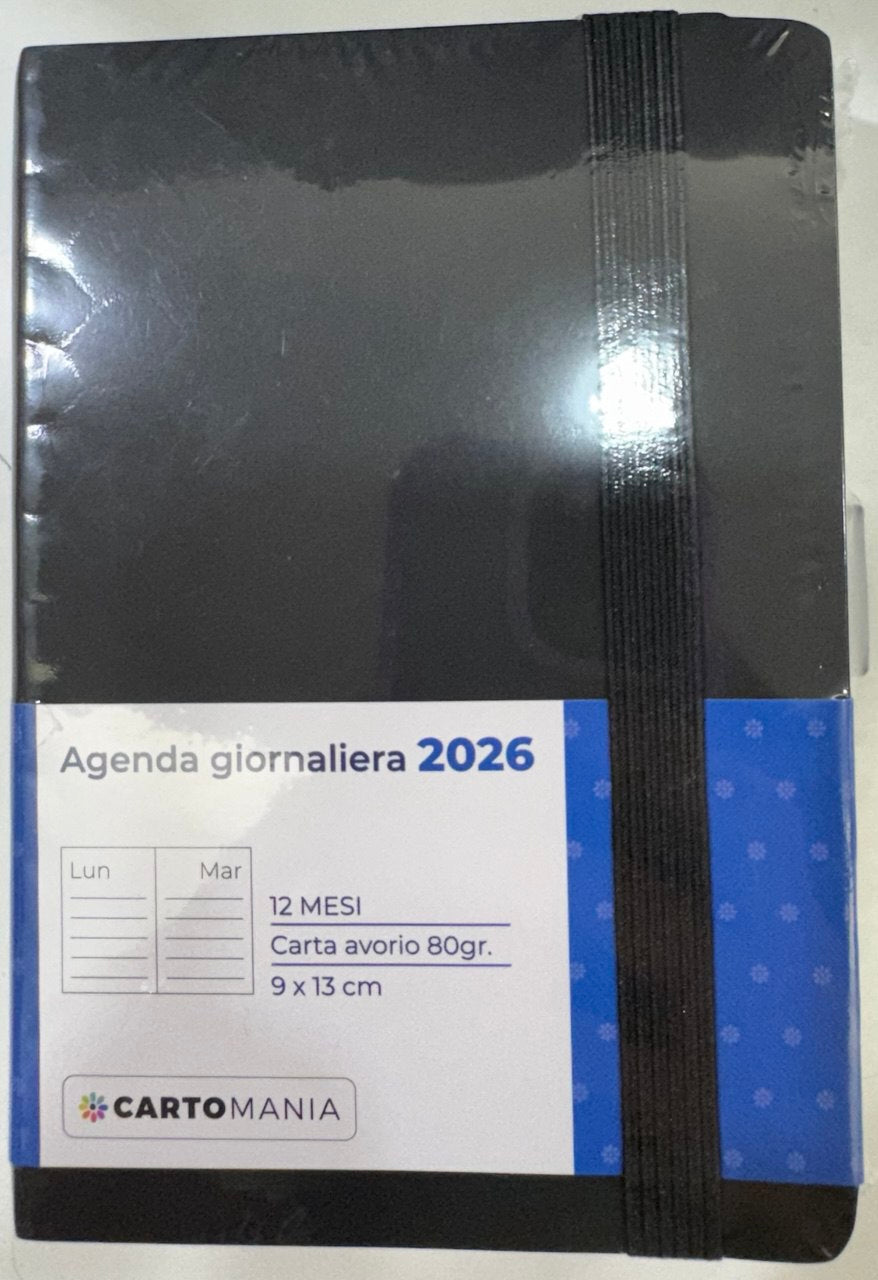 Agenda giornaliera 2026
Lun Mar
12 MESI
Carta avorio 80gr.
9 x 13 cm
CARTOMANIA